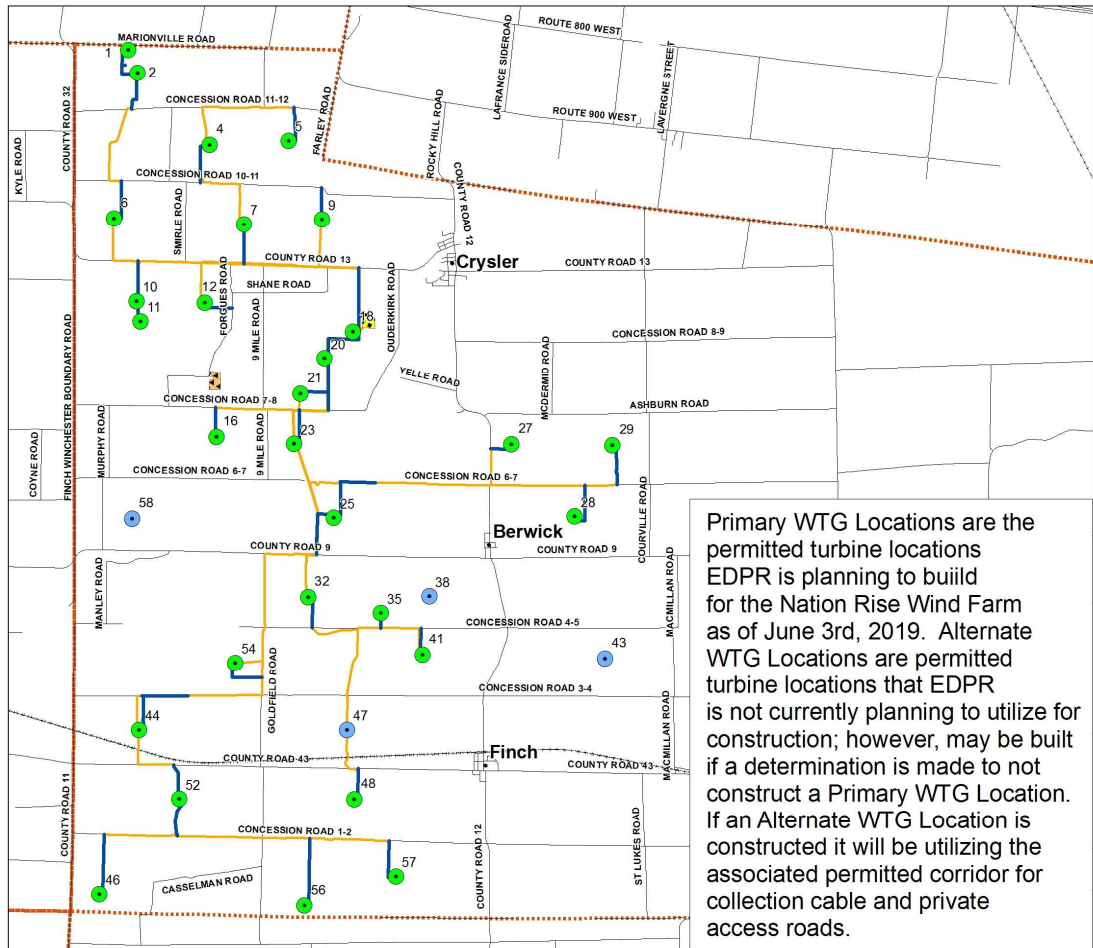 ROUTE 800 WEST
MARIONVILLE ROAD
LAFRANCE SIDEROAD
LAVERGNE STREET
1
2
COUNTY ROAD 32
CONCESSION ROAD 11-12
FARLEY ROAD
ROUTE 900 WEST
ROCKY HILL ROAD
4
5
KYLE ROAD
CONCESSION ROAD 10-11
COUNTY ROAD 12
6
SMIRLE ROAD
7
9
COUNTY ROAD 13
Crysler
COUNTY ROAD 13
10
12
SHANE ROAD
11
FORGUES ROAD
9 MILE ROAD
18
OUDERKIRK ROAD
CONCESSION ROAD 8-9
20
FINCH WINCHESTER BOUNDARY ROAD
21
YELLE ROAD
MCDERMID ROAD
CONCESSION ROAD 7-8
ASHBURN ROAD
16
23
27
29
COYNE ROAD
MURPHY ROAD
9 MILE ROAD
CONCESSION ROAD 6-7
CONCESSION ROAD 6-7
58
25
28
COURVILLE ROAD
Berwick
COUNTY ROAD 9
COUNTY ROAD 9
MANLEY ROAD
32
38
35
MACMILLAN ROAD
CONCESSION ROAD 4-5
41
43
54
GOLDFIELD ROAD
CONCESSION ROAD 3-4
44
47
MACMILLAN ROAD
Finch
COUNTY ROAD 43
COUNTY ROAD 43
52
48
COUNTY ROAD 11
CONCESSION ROAD 1-2
COUNTY ROAD 12
ST LUKES ROAD
46
CASSELMAN ROAD
57
56
Primary WTG Locations are the
permitted turbine locations
EDPR is planning to buiild
for the Nation Rise Wind Farm
as of June 3rd, 2019.  Alternate
WTG Locations are permitted
turbine locations that EDPR
is not currently planning to utilize for
construction; however, may be built
if a determination is made to not
construct a Primary WTG Location.
If an Alternate WTG Location is
constructed it will be utilizing the
associated permitted corridor for
collection cable and private
access roads.